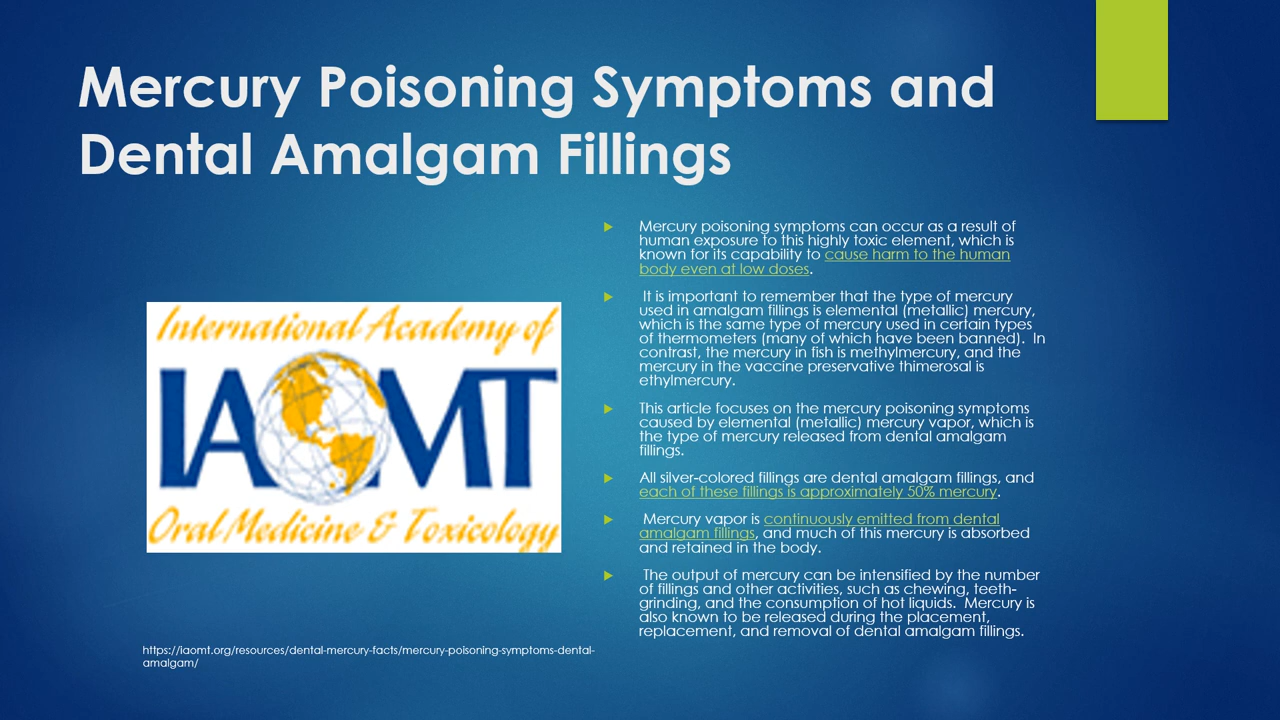 Mercury Poisoning Symptoms and
Dental Amalgam Fillings
International Academy of
IAOMT
Oral Medicine & Toxicology
https://iaomt.org/resources/dental-mercury-facts/mercury-poisoning-symptoms-dental-
amalgam/
Mercury poisoning symptoms can occur as a result of
human exposure to this highly toxic element, which is
known for its capability to cause harm to the human
body even at low doses.
It is important to remember that the type of mercury
used in amalgam fillings is elemental (metallic) mercury,
which is the same type of mercury used in certain types
of thermometers (many of which have been banned).  In
contrast, the mercury in fish is methylmercury, and the
mercury in the vaccine preservative thimerosal is
ethylmercury.
This article focuses on the mercury poisoning symptoms
caused by elemental (metallic) mercury vapor, which is
the type of mercury released from dental amalgam
fillings.
All silver-colored fillings are dental amalgam fillings, and
each of these fillings is approximately 50% mercury.
Mercury vapor is continuously emitted from dental
amalgam fillings, and much of this mercury is absorbed
and retained in the body.
The output of mercury can be intensified by the number
of fillings and other activities, such as chewing, teeth-
grinding, and the consumption of hot liquids.  Mercury is
also known to be released during the placement,
replacement, and removal of dental amalgam fillings.